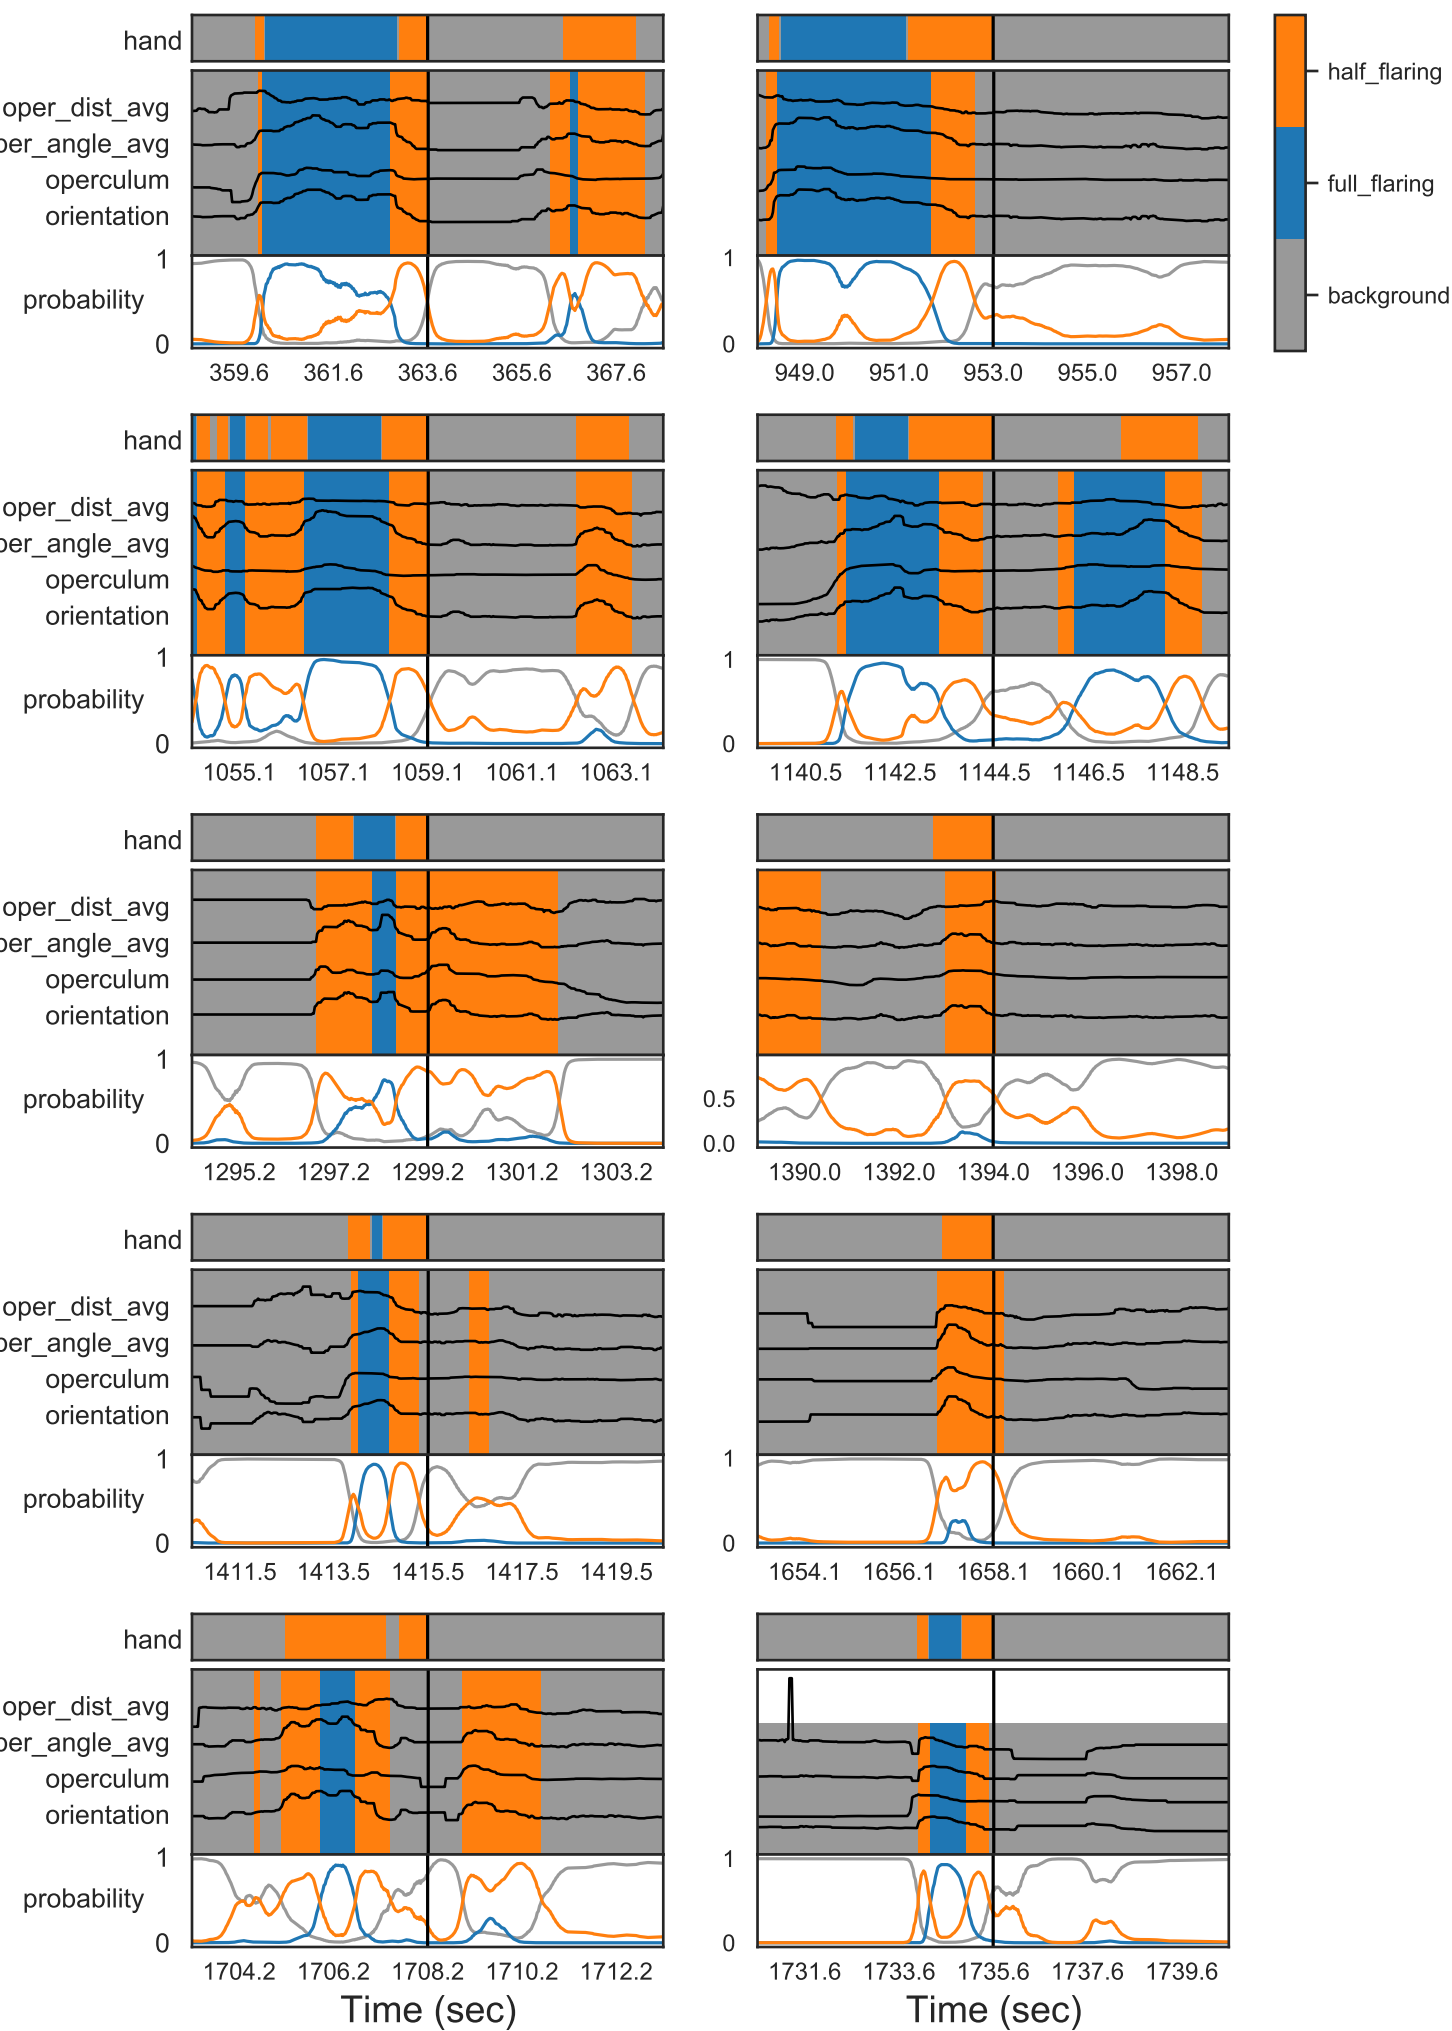 hand
oper_dist_avg
per_angle_avg
operculum
orientation
1
probability
0
359.6 361.6 363.6 365.6 367.6
1
0
949.0 951.0 953.0 955.0 957.0
half_flaring
full_flaring
background
hand
oper_dist_avg
per_angle_avg
operculum
orientation
1
probability
0
1055.1 1057.1 1059.1 1061.1 1063.1
1
0
1140.5 1142.5 1144.5 1146.5 1148.5
hand
oper_dist_avg
per_angle_avg
operculum
orientation
1
probability
0
1295.2 1297.2 1299.2 1301.2 1303.2
0.5
0.0
1390.0 1392.0 1394.0 1396.0 1398.0
hand
oper_dist_avg
per_angle_avg
operculum
orientation
1
probability
0
1411.5 1413.5 1415.5 1417.5 1419.5
1
0
1654.1 1656.1 1658.1 1660.1 1662.1
hand
oper_dist_avg
per_angle_avg
operculum
orientation
1
probability
0
1704.2 1706.2 1708.2 1710.2 1712.2
Time (sec)
1
0
1731.6 1733.6 1735.6 1737.6 1739.6
Time (sec)